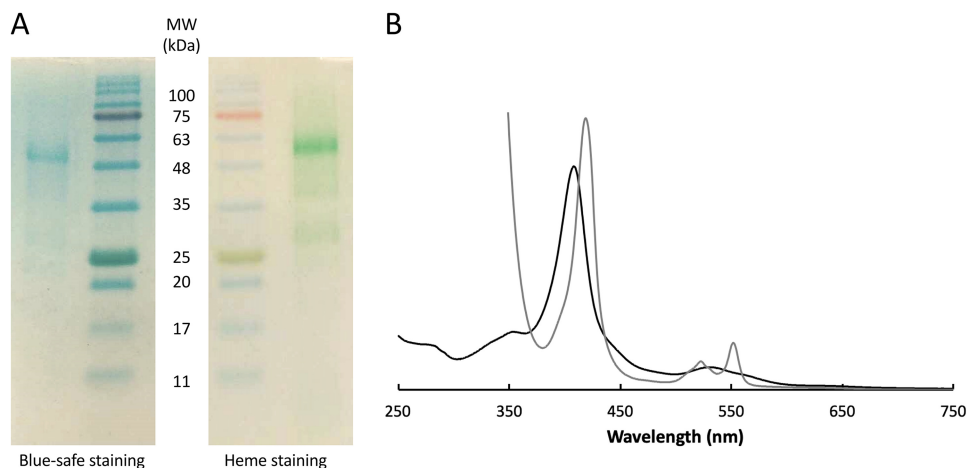 A
MW
(kDa)
100
75
63
48
35
25
20
17
11
Blue-safe staining
Heme staining
B
250
350
450
550
650
750
Wavelength (nm)